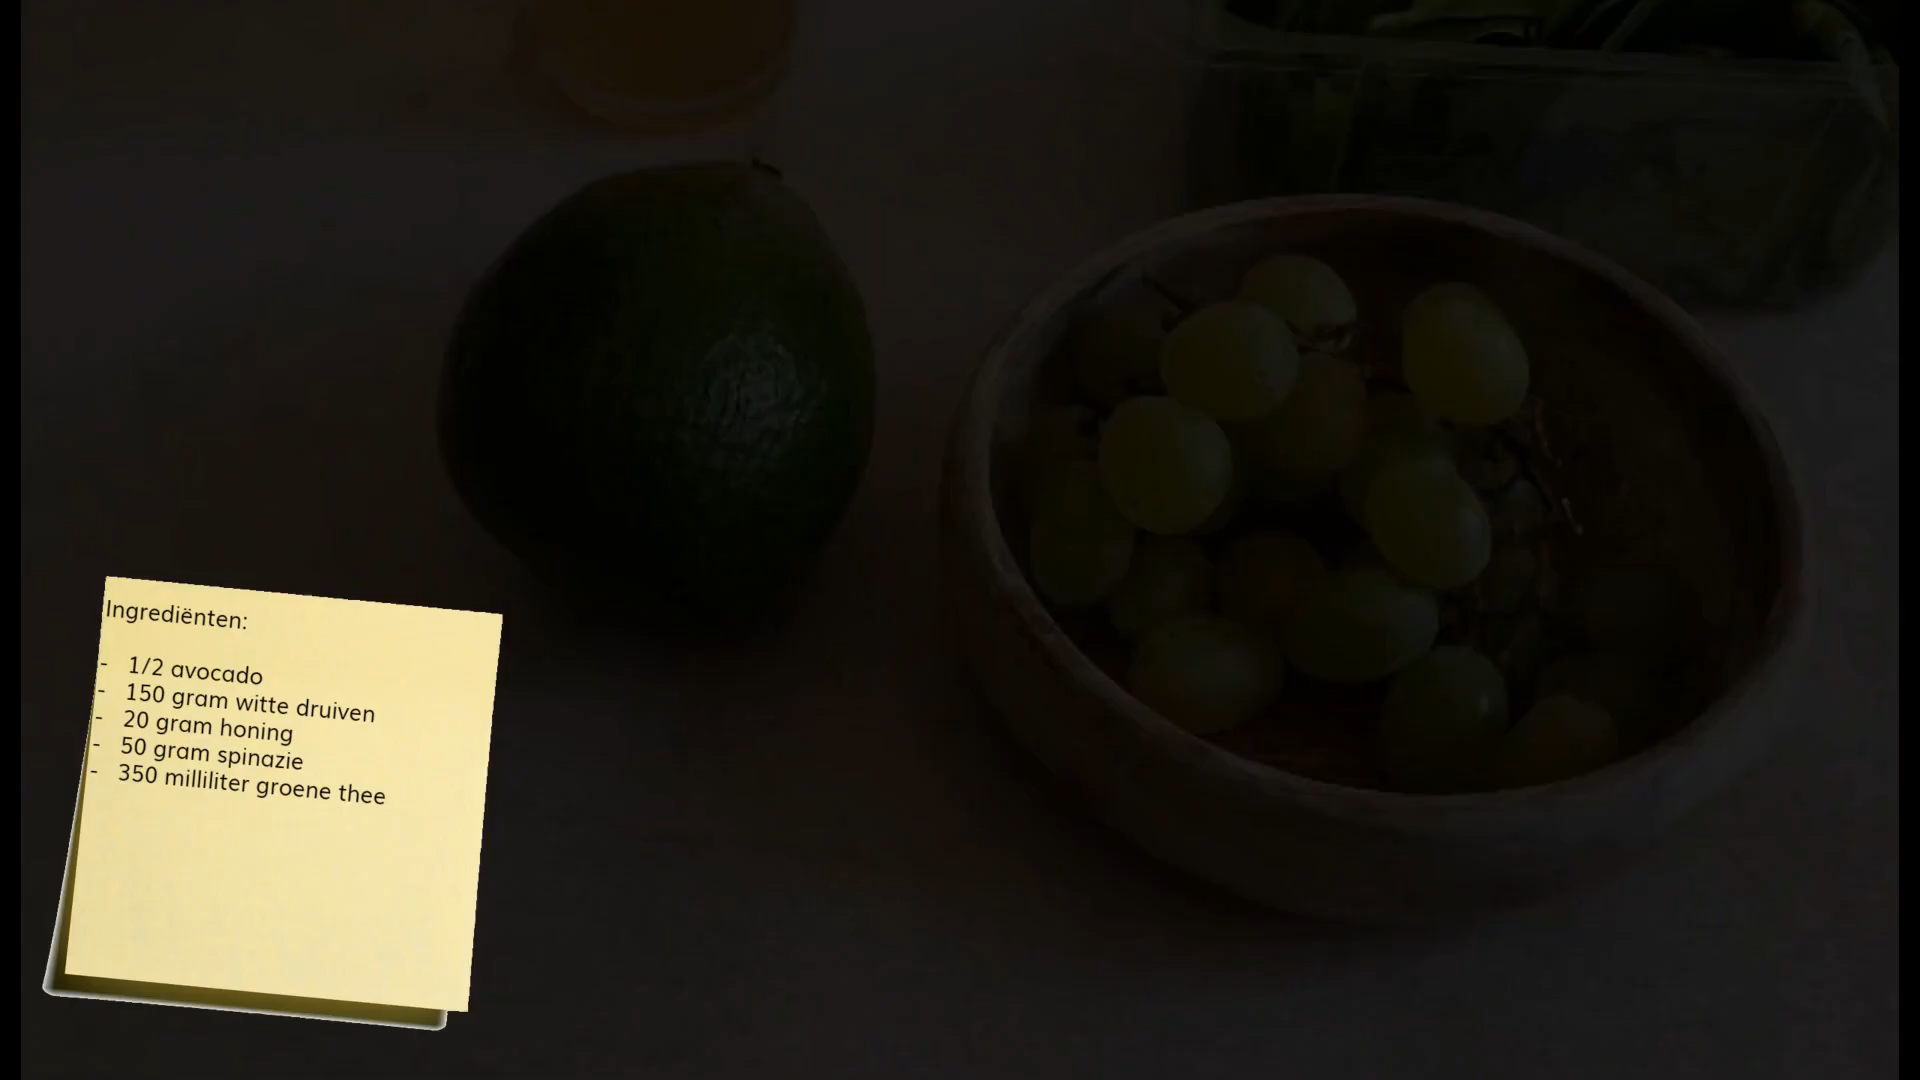 Ingrediënten:
- 1/2 avocado
- 150 gram witte druiven
- 20 gram honing
- 50 gram spinazie
- 350 milliliter groene thee